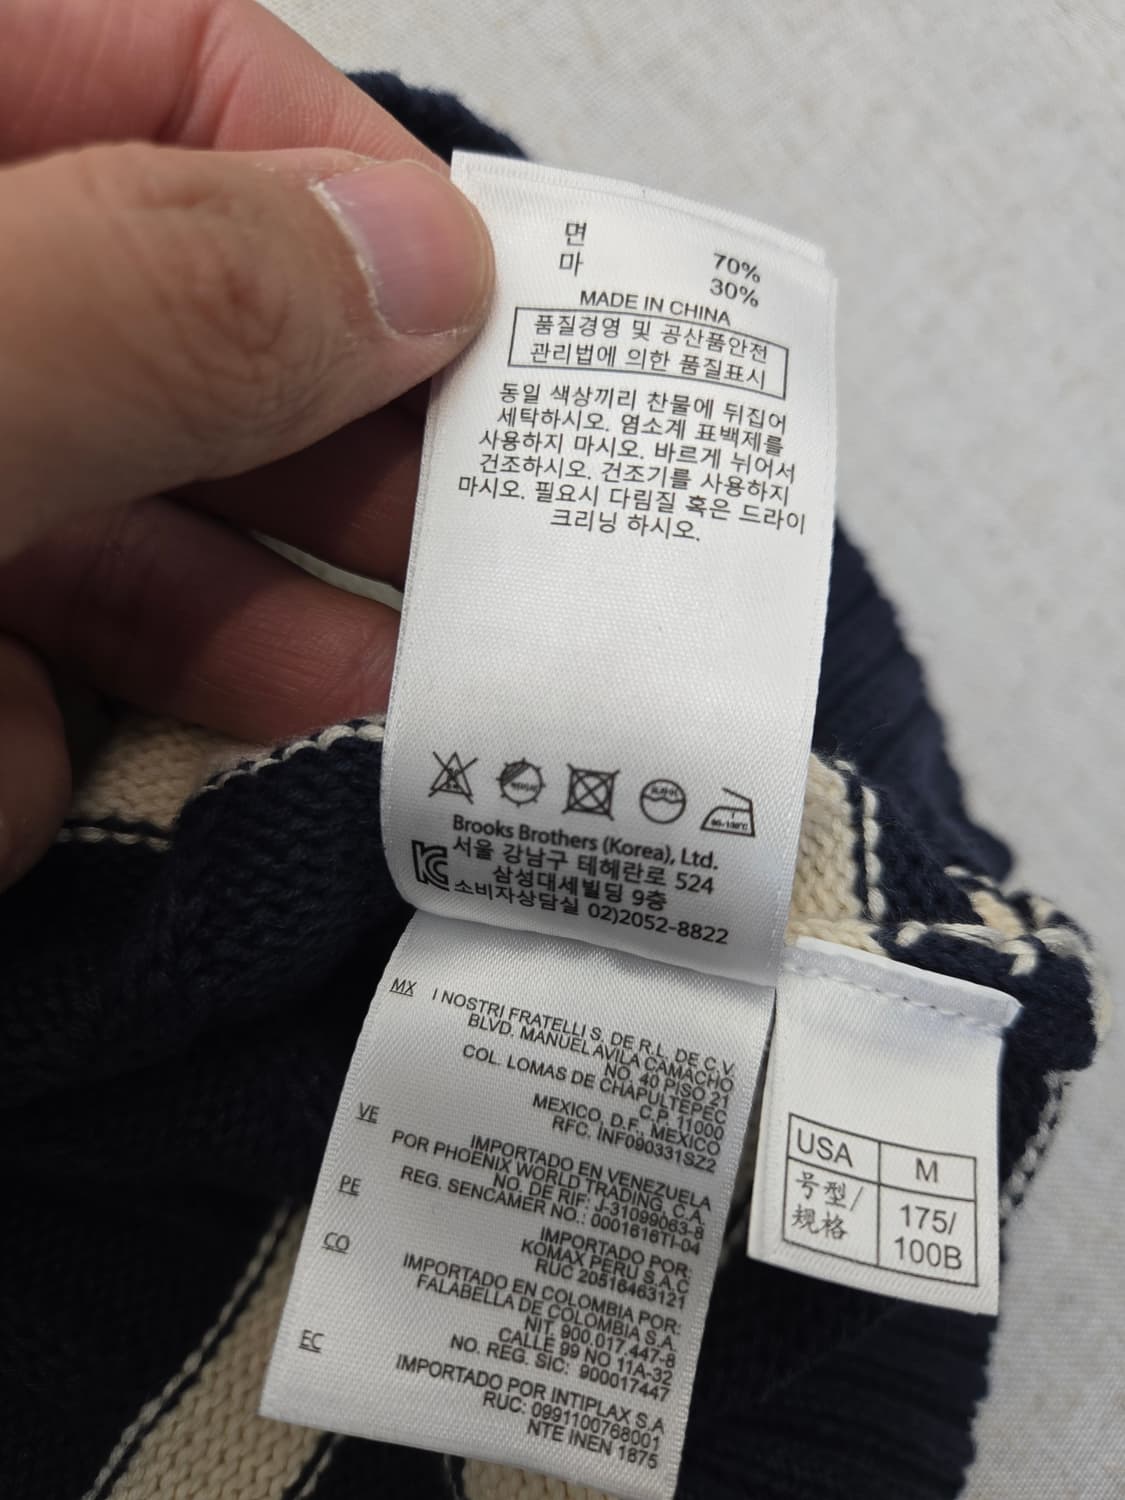 면 70%
마 30%
MADE IN CHINA
품질경영 및 공산품안전
관리법에 의한 품질표시
동일 색상끼리 찬물에 뒤집어
세탁하시오. 염소계 표백제를
사용하지 마시오. 바르게 뉘어서
건조하시오. 건조기를 사용하지
마시오. 필요시 다림질 혹은 드라이
크리닝 하시오.
드라이
Brooks Brothers (Korea), Ltd.
서울 강남구 테헤란로 524
삼성대세빌딩 9층
소비자상담실 02)2052-8822
MX I NOSTRI FRATELLI S. DE R.L. DE C.V.
BLVD. MANUEL AVILA CAMACHO
NO. 40 PISO 21
COL. LOMAS DE CHAPULTEPEC
C.P. 11000
MEXICO, D.F., MEXICO
RFC. INF090331SZ2
VE IMPORTADO EN VENEZUELA
POR PHOENIX WORLD TRADING, C.A.
NO. DE RIF: J-31099063-8
REG. SENCAMER NO.: 0001616TI-04
PE IMPORTADO POR:
KOMAX PERU S.A.C
RUC 20516463121
CO IMPORTADO EN COLOMBIA POR:
FALABELLA DE COLOMBIA S.A.
NIT. 900.017.447-8
CALLE 99 NO 11A-32
NO. REG. SIC: 900017447
EC IMPORTADO POR INTIPLAX S.A
RUC: 0991100768001
NTE INEN 1875
USA M
号型/ 175/
规格 100B